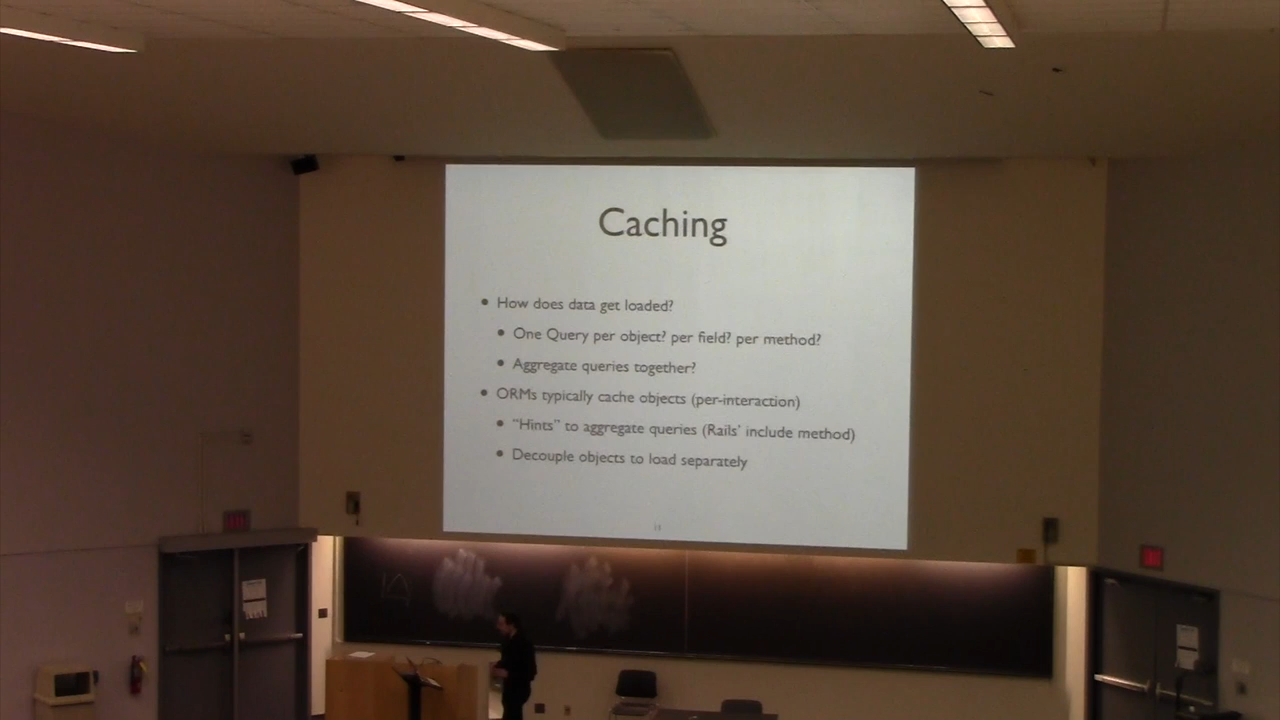 Caching
• How does data get loaded?
• One Query per object? per field? per method?
• Aggregate queries together?
• ORMs typically cache objects (per-interaction)
• “Hints” to aggregate queries (Rails’ include method)
• Decouple objects to load separately